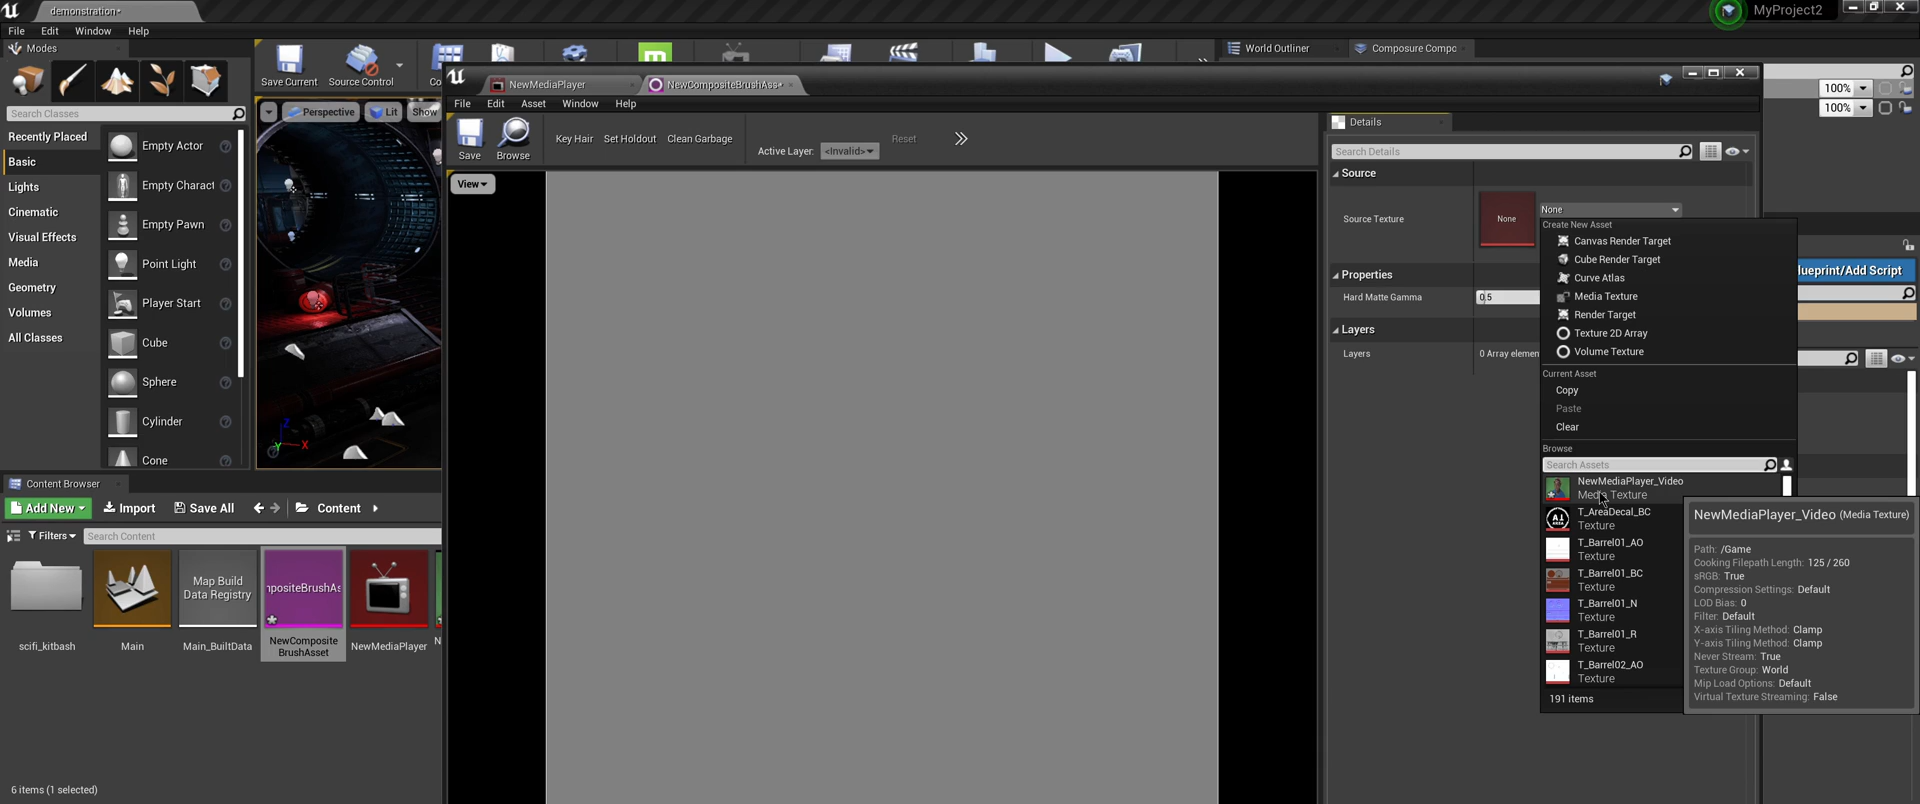 demonstration•
MyProject2
File Edit Window Help
Modes
World Outliner
Composure Compc
Save Current
Source Control
Search Classes
Recently Placed
Basic
Lights
Cinematic
Visual Effects
Media
Geometry
Volumes
All Classes
Empty Actor
Empty Charact
Empty Pawn
Point Light
Player Start
Cube
Sphere
Cylinder
Cone
Perspective
Lit
Show
NewMediaPlayer
NewCompositeBrushAss•
File Edit Asset Window Help
Save
Browse
Key Hair Set Holdout Clean Garbage
Active Layer: <Invalid>
Reset
View
Details
Search Details
Source
Source Texture
None
None
Properties
Hard Matte Gamma
0.5
Layers
Layers
0 Array elemen
Create New Asset
Canvas Render Target
Cube Render Target
Curve Atlas
Media Texture
Render Target
Texture 2D Array
Volume Texture
Current Asset
Copy
Paste
Clear
Browse
Search Assets
NewMediaPlayer_Video
Media Texture
T_AreaDecal_BC
Texture
T_Barrel01_AO
Texture
T_Barrel01_BC
Texture
T_Barrel01_N
Texture
T_Barrel01_R
Texture
T_Barrel02_AO
Texture
191 items
NewMediaPlayer_Video (Media Texture)
Path: /Game
Cooking Filepath Length: 125 / 260
sRGB: True
Compression Settings: Default
LOD Bias: 0
Filter: Default
X-axis Tiling Method: Clamp
Y-axis Tiling Method: Clamp
Never Stream: True
Texture Group: World
Mip Load Options: Default
Virtual Texture Streaming: False
100%
100%
lueprint/Add Script
Content Browser
Add New
Import
Save All
Content
Filters
Search Content
scifi_kitbash
Main
Map Build
Data Registry
Main_BuiltData
npositeBrushAs
NewComposite
BrushAsset
NewMediaPlayer
6 items (1 selected)